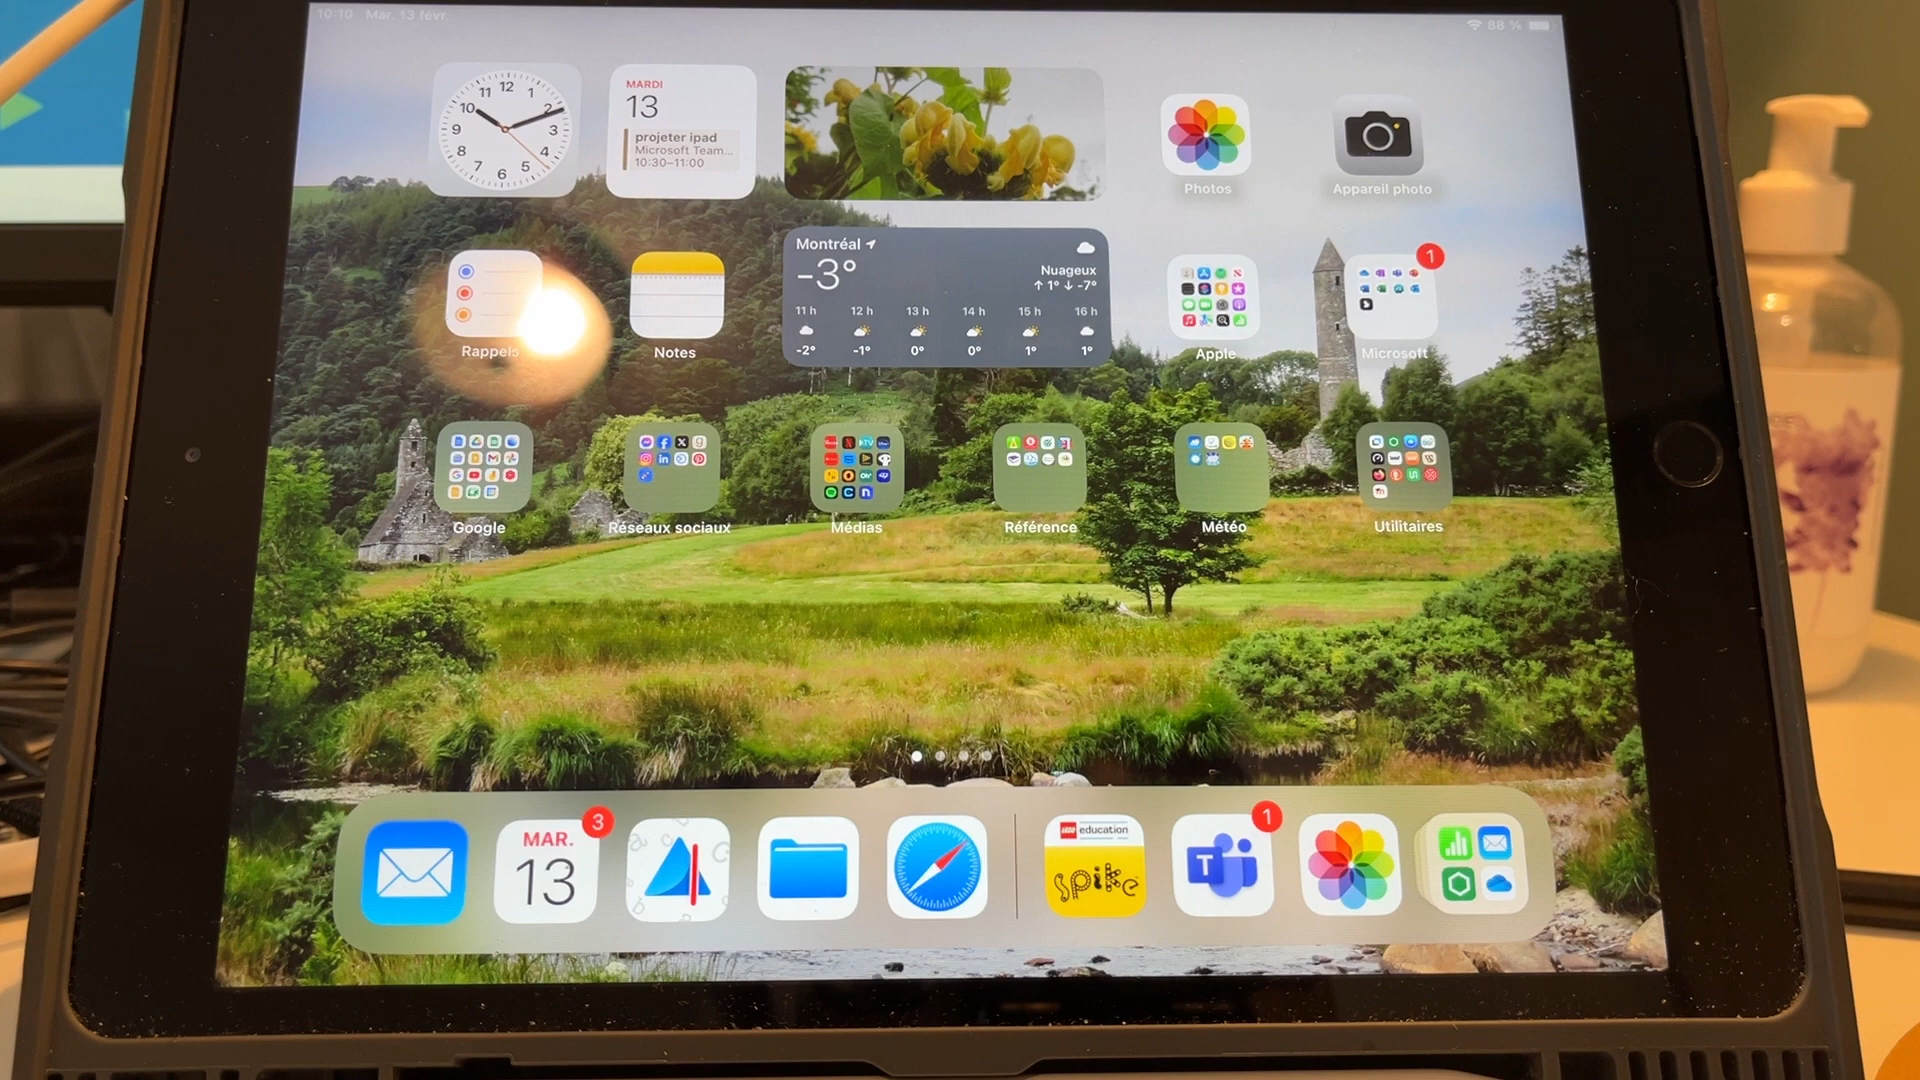 10:10 Mar. 13 févr.
88 %
12
1
2
3
4
5
6
7
8
9
10
11
MARDI
13
projeter ipad
Microsoft Team...
10:30–11:00
Photos
Appareil photo
Rappels
Notes
Montréal
-3°
Nuageux
↑ 1° ↓ -7°
11 h 12 h 13 h 14 h 15 h 16 h
-2° -1° 0° 0° 1° 1°
Apple
1
Microsoft
Google
Réseaux sociaux
Médias
Référence
Météo
Utilitaires
3
MAR.
13
LEGO education
spike
1
T